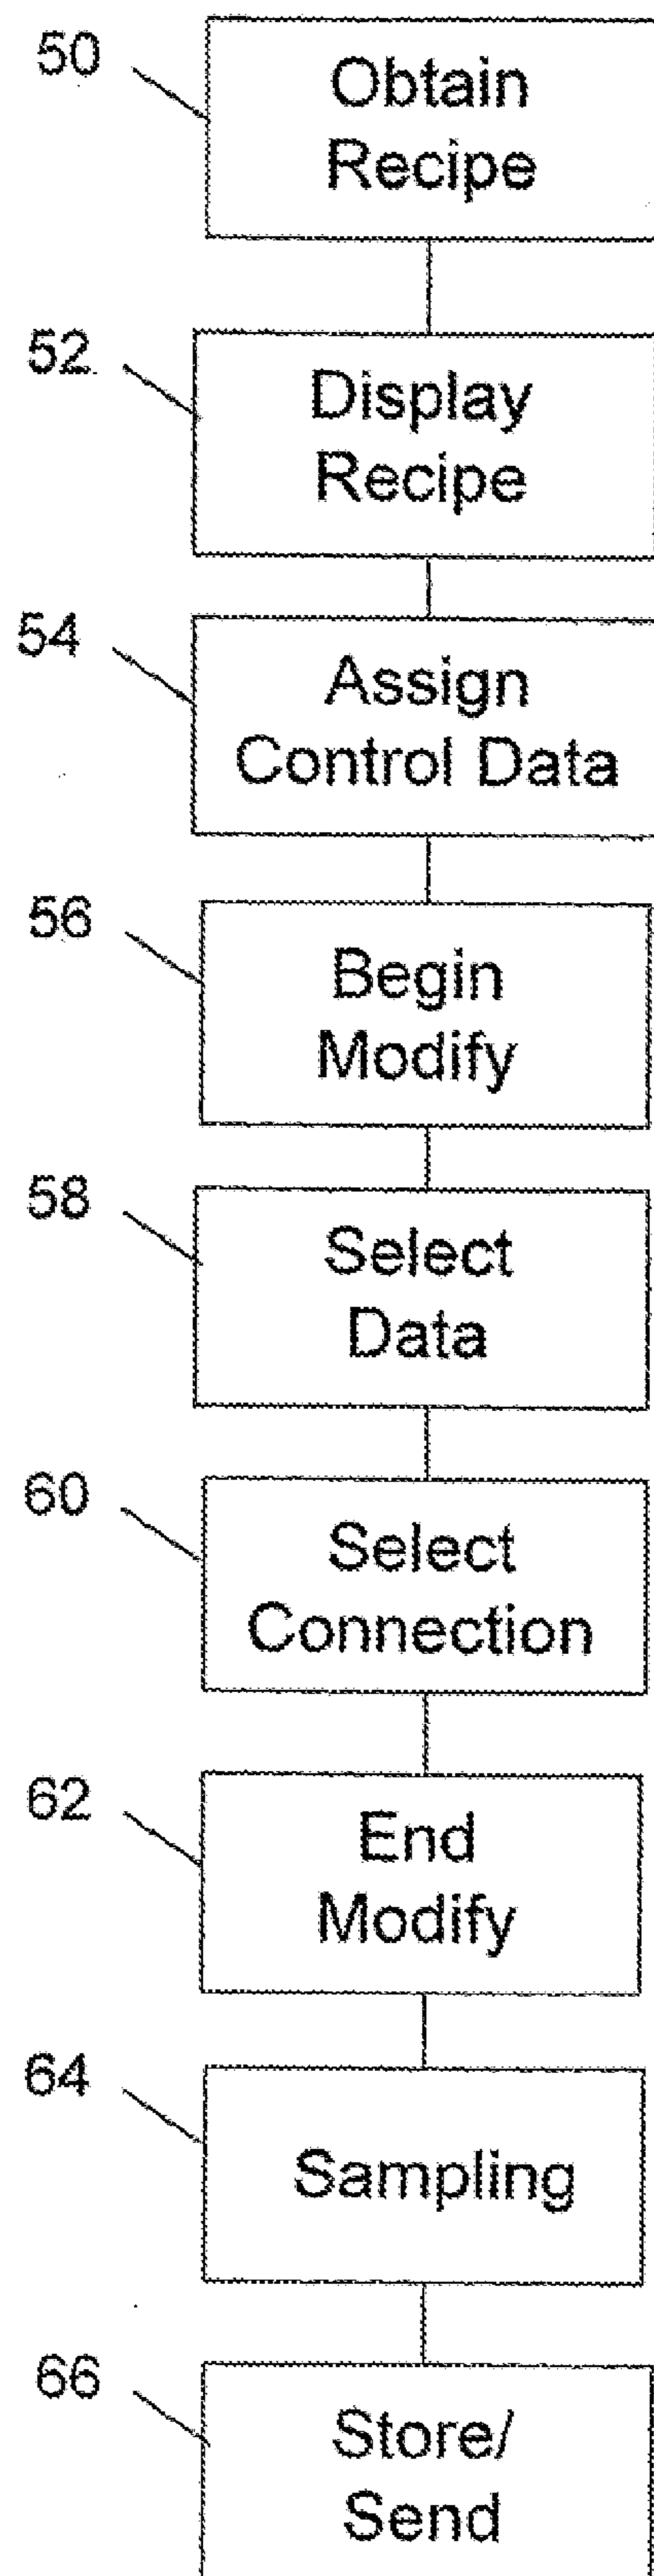 50
Obtain
Recipe
52
Display
Recipe
54
Assign
Control Data
56
Begin
Modify
58
Select
Data
60
Select
Connection
62
End
Modify
64
Sampling
66
Store/
Send